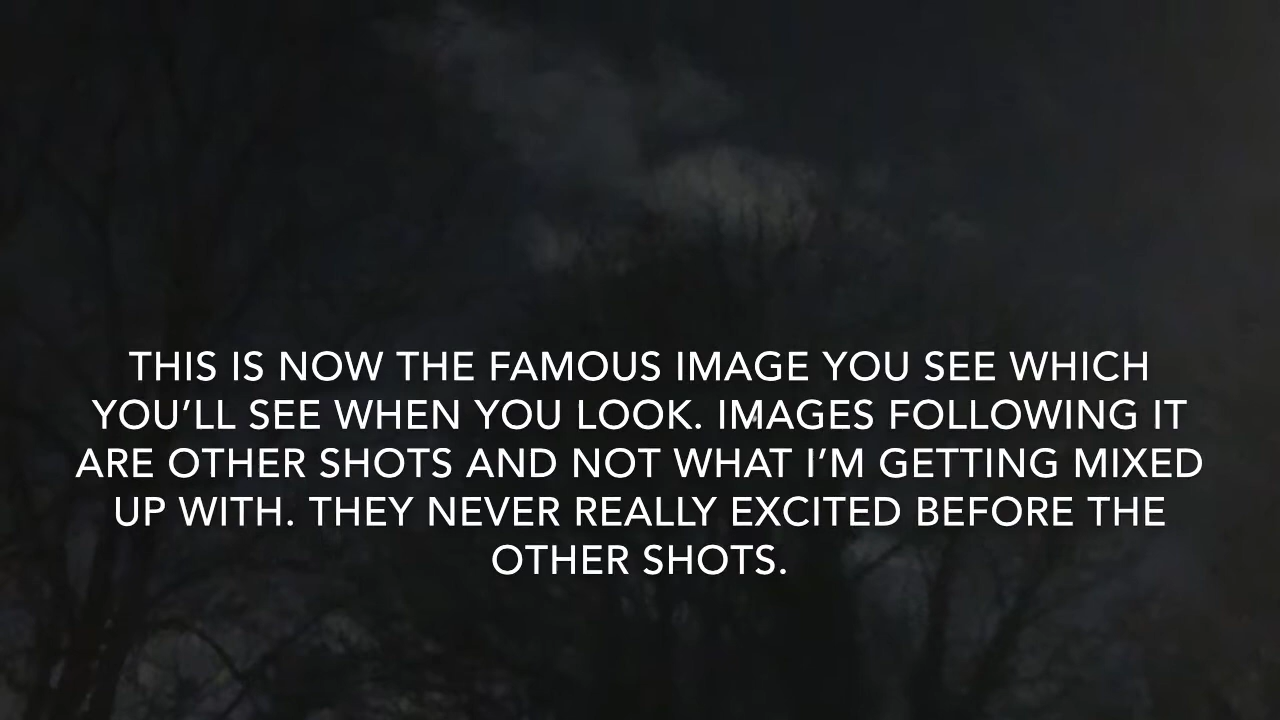 THIS IS NOW THE FAMOUS IMAGE YOU SEE WHICH
YOU’LL SEE WHEN YOU LOOK. IMAGES FOLLOWING IT
ARE OTHER SHOTS AND NOT WHAT I’M GETTING MIXED
UP WITH. THEY NEVER REALLY EXCITED BEFORE THE
OTHER SHOTS.